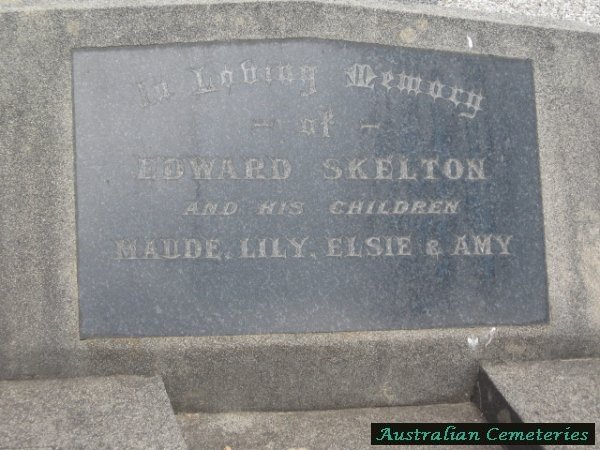 In Loving Memory
- of -
EDWARD SKELTON
AND HIS CHILDREN
MAUDE, LILY, ELSIE & AMY
Australian Cemeteries